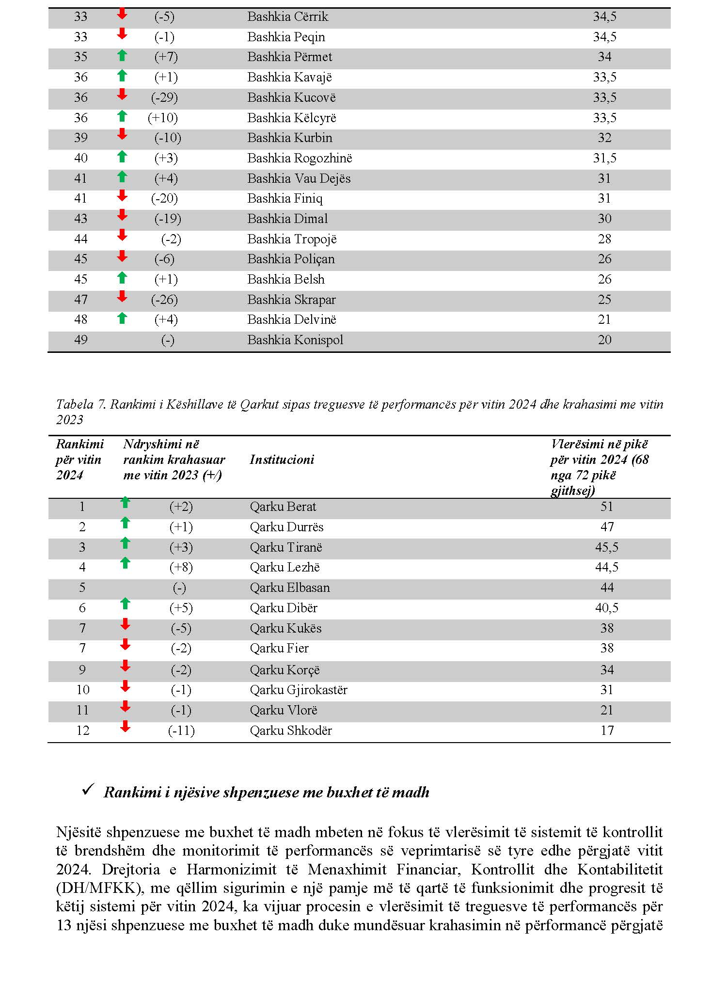 33 (-5) Bashkia Cërrik 34,5
33 (-1) Bashkia Peqin 34,5
35 (+7) Bashkia Përmet 34
36 (+1) Bashkia Kavajë 33,5
36 (-29) Bashkia Kucovë 33,5
36 (+10) Bashkia Këlcyrë 33,5
39 (-10) Bashkia Kurbin 32
40 (+3) Bashkia Rogozhinë 31,5
41 (+4) Bashkia Vau Dejës 31
41 (-20) Bashkia Finiq 31
43 (-19) Bashkia Dimal 30
44 (-2) Bashkia Tropojë 28
45 (-6) Bashkia Poliçan 26
45 (+1) Bashkia Belsh 26
47 (-26) Bashkia Skrapar 25
48 (+4) Bashkia Delvinë 21
49 (-) Bashkia Konispol 20
Tabela 7. Rankimi i Këshillave të Qarkut sipas treguesve të performancës për vitin 2024 dhe krahasimi me vitin
2023
Rankimi
për vitin
2024
Ndryshimi në
rankim krahasuar
me vitin 2023 (+/)
Institucioni
Vlerësimi në pikë
për vitin 2024 (68
nga 72 pikë
gjithsej)
1 (+2) Qarku Berat 51
2 (+1) Qarku Durrës 47
3 (+3) Qarku Tiranë 45,5
4 (+8) Qarku Lezhë 44,5
5 (-) Qarku Elbasan 44
6 (+5) Qarku Dibër 40,5
7 (-5) Qarku Kukës 38
7 (-2) Qarku Fier 38
9 (-2) Qarku Korçë 34
10 (-1) Qarku Gjirokastër 31
11 (-1) Qarku Vlorë 21
12 (-11) Qarku Shkodër 17
✓ Rankimi i njësive shpenzuese me buxhet të madh
Njësitë shpenzuese me buxhet të madh mbeten në fokus të vlerësimit të sistemit të kontrollit
të brendshëm dhe monitorimit të performancës së veprimtarisë së tyre edhe përgjatë vitit
2024. Drejtoria e Harmonizimit të Menaxhimit Financiar, Kontrollit dhe Kontabilitetit
(DH/MFKK), me qëllim sigurimin e një pamje më të qartë të funksionimit dhe progresit të
këtij sistemi për vitin 2024, ka vijuar procesin e vlerësimit të treguesve të performancës për
13 njësi shpenzuese me buxhet të madh duke mundësuar krahasimin në përformancë përgjatë